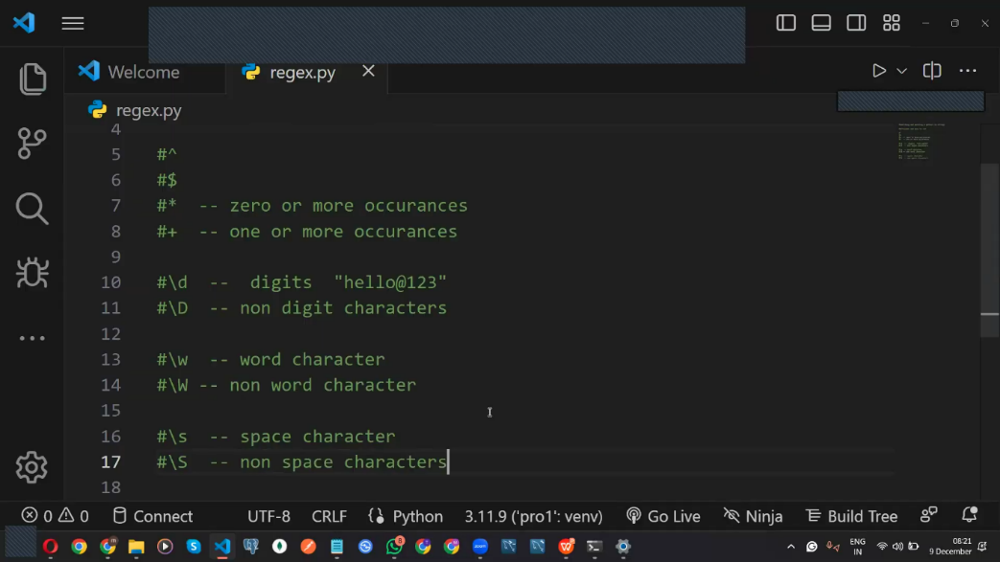 Welcome
regex.py
regex.py
4
5 #^
6 #$
7 #* -- zero or more occurances
8 #+ -- one or more occurances
9
10 #\d -- digits "hello@123"
11 #\D -- non digit characters
12
13 #\w -- word character
14 #\W -- non word character
15
16 #\s -- space character
17 #\S -- non space characters
18
0 0 Connect UTF-8 CRLF Python 3.11.9 ('pro1': venv) Go Live Ninja Build Tree
ENG
IN
08:21
9 December